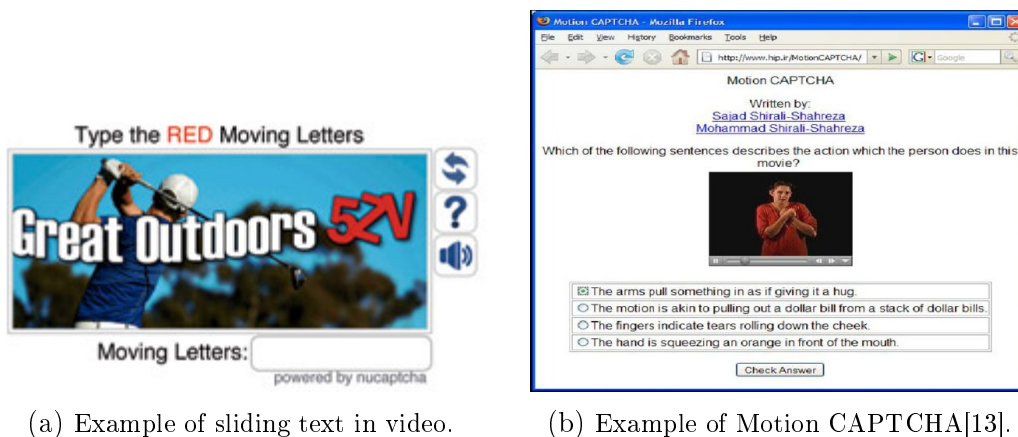 Type the RED Moving Letters
Great Outdoors 5ZV
?
Moving Letters:
powered by nucaptcha
(a) Example of sliding text in video.
Motion CAPTCHA - Mozilla Firefox
File Edit View History Bookmarks Tools Help
http://www.hip.ir/MotionCAPTCHA/ G Google
Motion CAPTCHA
Written by:
Sajad Shirali-Shahreza
Mohammad Shirali-Shahreza
Which of the following sentences describes the action which the person does in this
movie?
The arms pull something in as if giving it a hug.
The motion is akin to pulling out a dollar bill from a stack of dollar bills.
The fingers indicate tears rolling down the cheek.
The hand is squeezing an orange in front of the mouth.
Check Answer
(b) Example of Motion CAPTCHA[13].